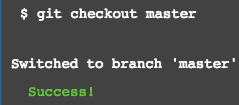 $ git checkout master
Switched to branch 'master'
Success!